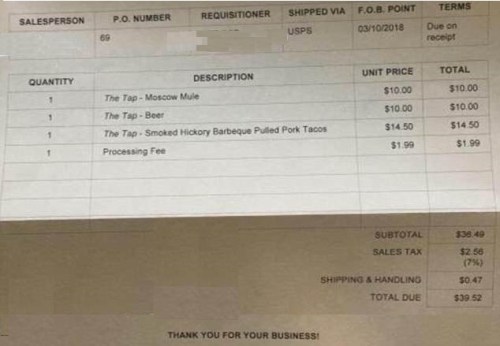 SALESPERSON P.O. NUMBER REQUISITIONER SHIPPED VIA F.O.B. POINT TERMS
69 USPS 03/10/2018 Due on
receipt
QUANTITY DESCRIPTION UNIT PRICE TOTAL
1 The Tap - Moscow Mule $10.00 $10.00
1 The Tap - Beer $10.00 $10.00
1 The Tap - Smoked Hickory Barbeque Pulled Pork Tacos $14.50 $14.50
1 Processing Fee $1.99 $1.99
SUBTOTAL $36.49
SALES TAX $2.56
(7%)
SHIPPING & HANDLING $0.47
TOTAL DUE $39.52
THANK YOU FOR YOUR BUSINESS!